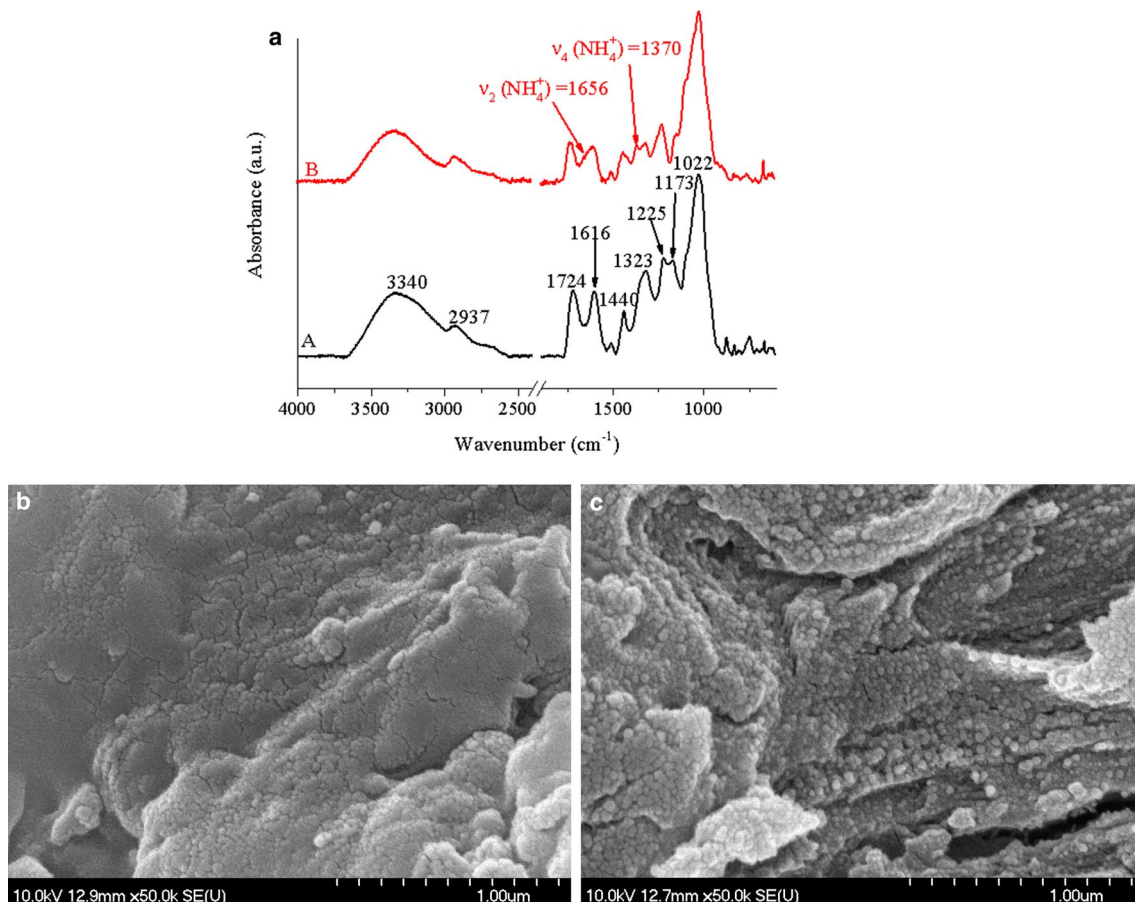 a
ν4 (NH4+) =1370
ν2 (NH4+) =1656
B
1022
1173
1225
1616
1323
1724
1440
3340
2937
A
Absorbance (a.u.)
4000 3500 3000 2500 1500 1000
Wavenumber (cm-1)
b
10.0kV 12.9mm x50.0k SE(U) 1.00um
c
10.0kV 12.7mm x50.0k SE(U) 1.00um